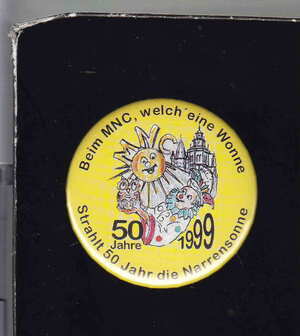 Beim MNC, welch´eine Wonne
MNC
50
Jahre
1999
Strahlt 50 Jahr die Narrensonne